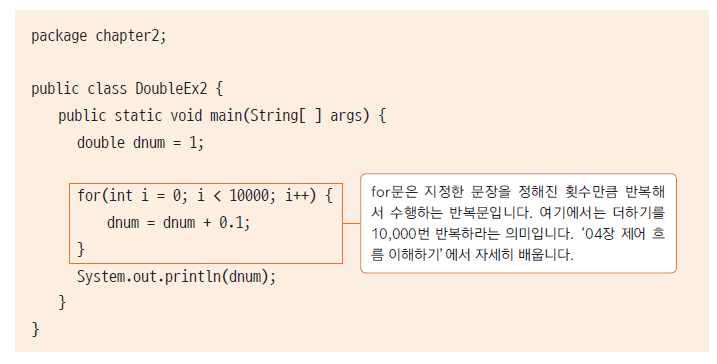 package chapter2;
public class DoubleEx2 {
public static void main(String[ ] args) {
double dnum = 1;
for(int i = 0; i < 10000; i++) {
dnum = dnum + 0.1;
}
System.out.println(dnum);
}
}
for문은 지정한 문장을 정해진 횟수만큼 반복해
서 수행하는 반복문입니다. 여기에서는 더하기를
10,000번 반복하라는 의미입니다. ‘04장 제어 흐
름 이해하기’에서 자세히 배웁니다.